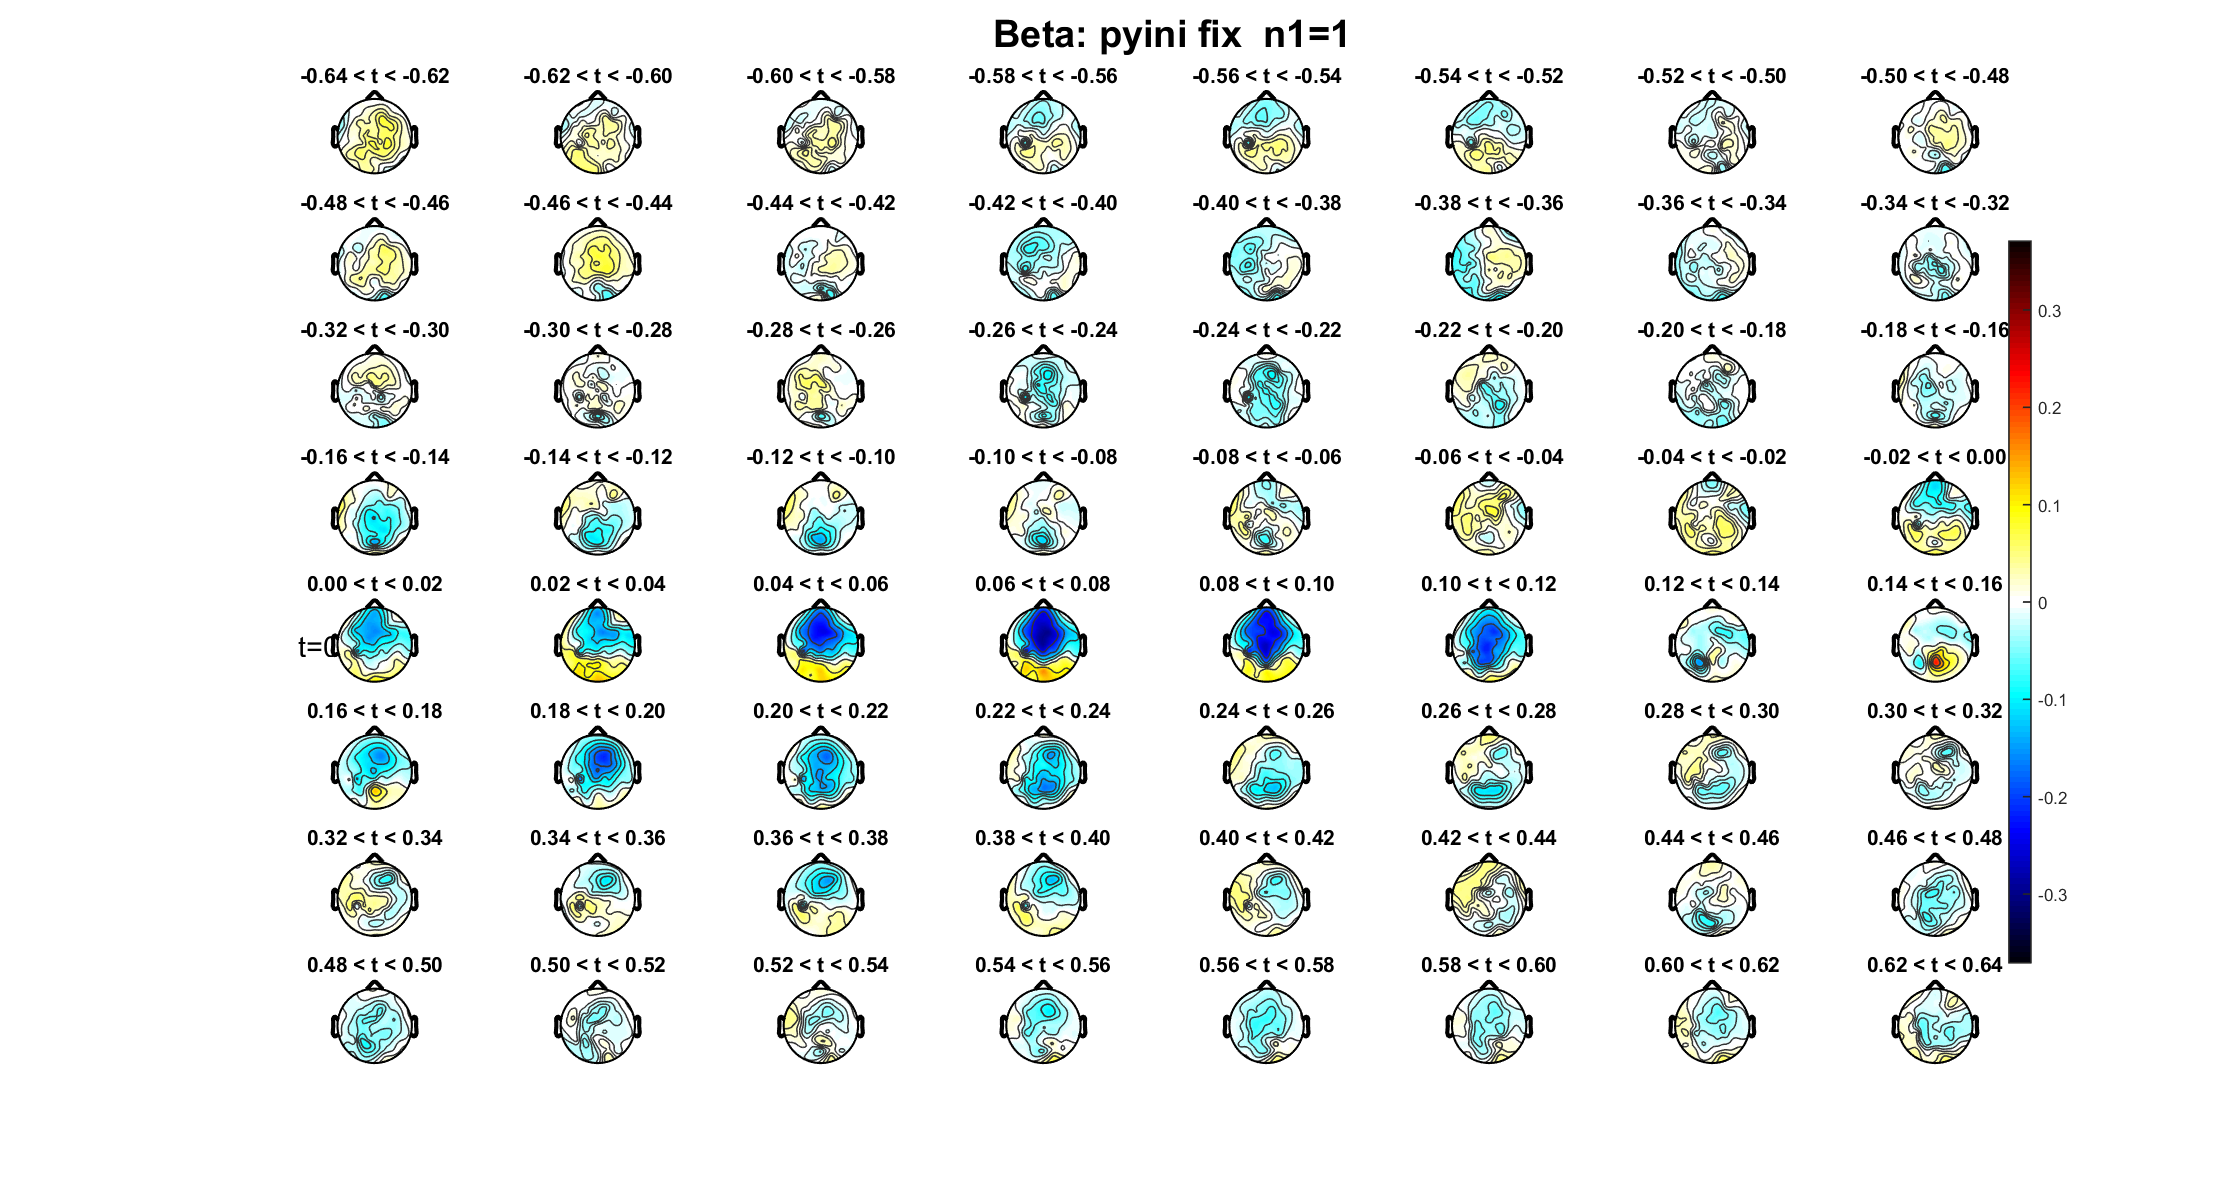 Beta: pyini fix  n1=1
-0.64 < t < -0.62
-0.62 < t < -0.60
-0.60 < t < -0.58
-0.58 < t < -0.56
-0.56 < t < -0.54
-0.54 < t < -0.52
-0.52 < t < -0.50
-0.50 < t < -0.48
-0.48 < t < -0.46
-0.46 < t < -0.44
-0.44 < t < -0.42
-0.42 < t < -0.40
-0.40 < t < -0.38
-0.38 < t < -0.36
-0.36 < t < -0.34
-0.34 < t < -0.32
-0.32 < t < -0.30
-0.30 < t < -0.28
-0.28 < t < -0.26
-0.26 < t < -0.24
-0.24 < t < -0.22
-0.22 < t < -0.20
-0.20 < t < -0.18
-0.18 < t < -0.16
-0.16 < t < -0.14
-0.14 < t < -0.12
-0.12 < t < -0.10
-0.10 < t < -0.08
-0.08 < t < -0.06
-0.06 < t < -0.04
-0.04 < t < -0.02
-0.02 < t < 0.00
0.00 < t < 0.02
0.02 < t < 0.04
0.04 < t < 0.06
0.06 < t < 0.08
0.08 < t < 0.10
0.10 < t < 0.12
0.12 < t < 0.14
0.14 < t < 0.16
t=0
0.16 < t < 0.18
0.18 < t < 0.20
0.20 < t < 0.22
0.22 < t < 0.24
0.24 < t < 0.26
0.26 < t < 0.28
0.28 < t < 0.30
0.30 < t < 0.32
0.32 < t < 0.34
0.34 < t < 0.36
0.36 < t < 0.38
0.38 < t < 0.40
0.40 < t < 0.42
0.42 < t < 0.44
0.44 < t < 0.46
0.46 < t < 0.48
0.48 < t < 0.50
0.50 < t < 0.52
0.52 < t < 0.54
0.54 < t < 0.56
0.56 < t < 0.58
0.58 < t < 0.60
0.60 < t < 0.62
0.62 < t < 0.64
0.3
0.2
0.1
0
-0.1
-0.2
-0.3